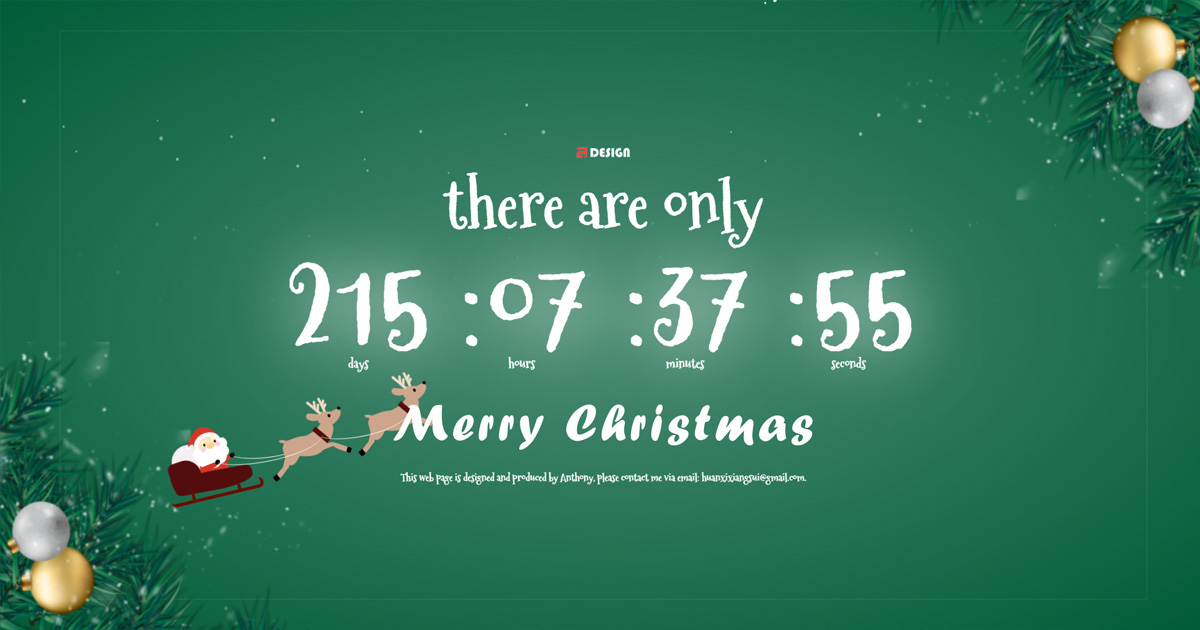 a DESIGN
there are only
215 :07 :37 :55
days hours minutes seconds
Merry Christmas
This web page is designed and produced by Anthony, please contact me via email: huanxixiangsui@gmail.com.